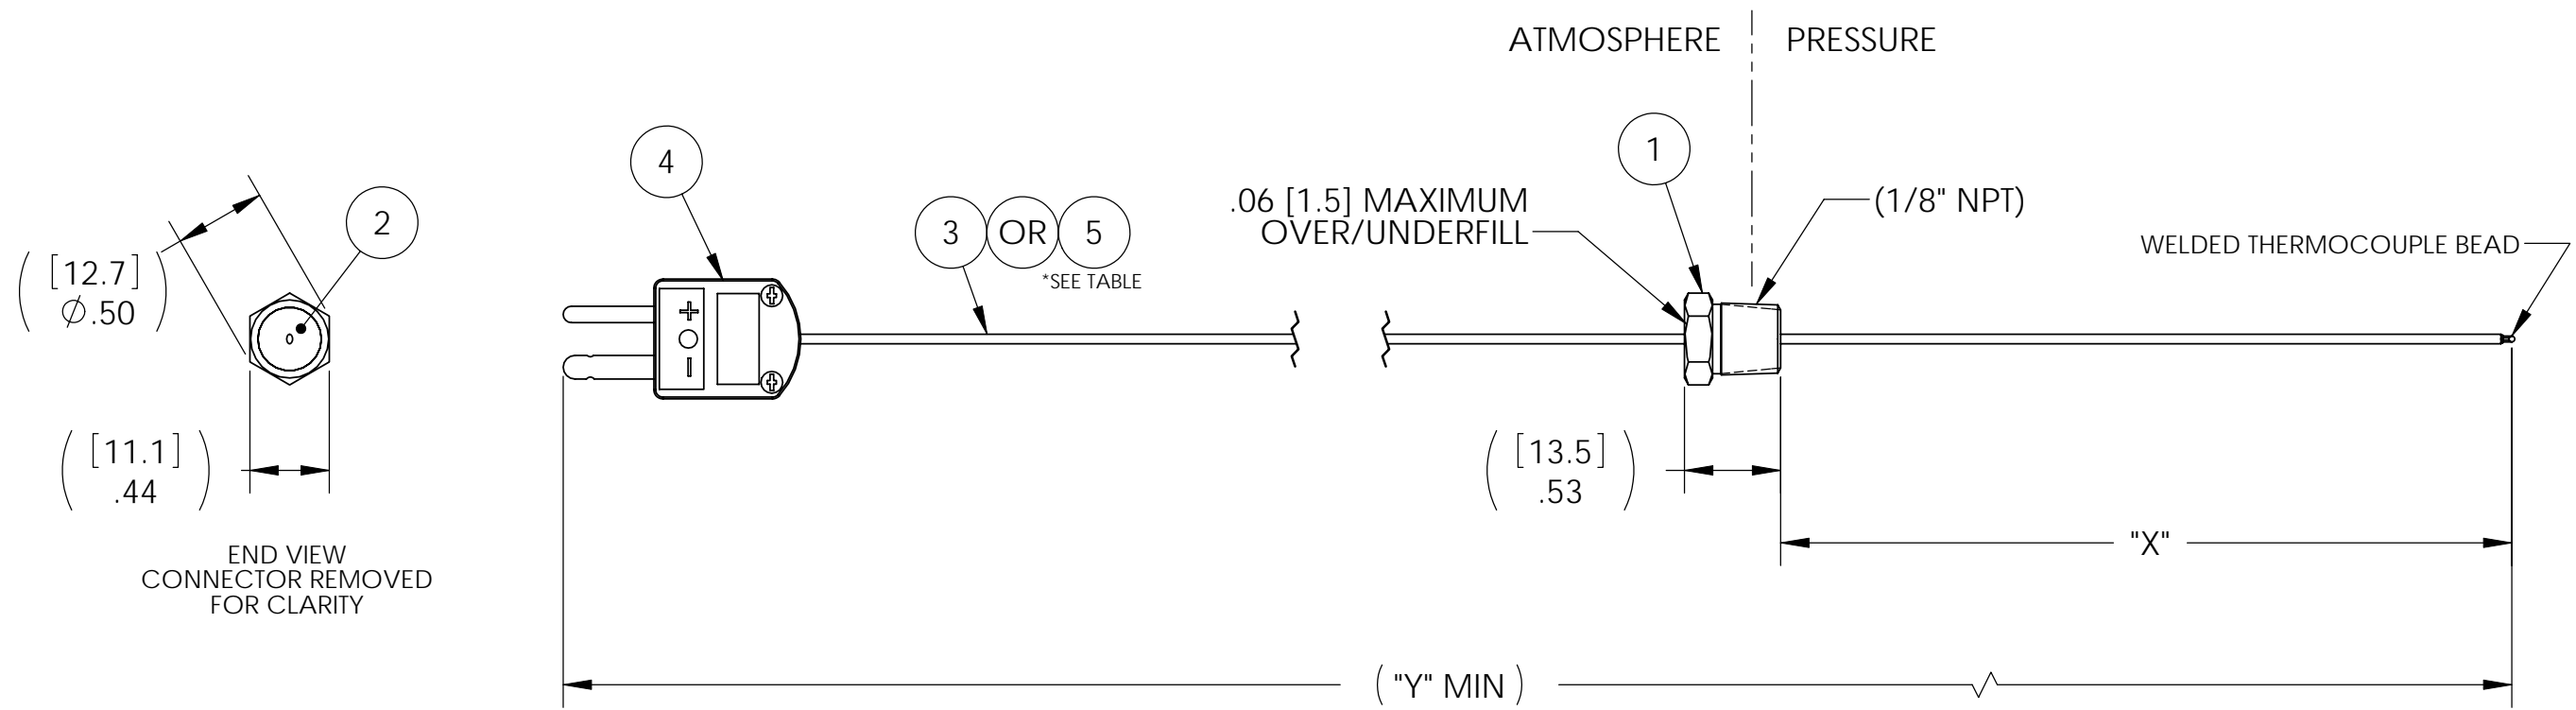 ATMOSPHERE
PRESSURE
4
1
2
3 OR 5
*SEE TABLE
.06 [1.5] MAXIMUM
OVER/UNDERFILL
(1/8" NPT)
WELDED THERMOCOUPLE BEAD
([12.7]
Ø.50)
+
−
([11.1]
.44)
([13.5]
.53)
END VIEW
CONNECTOR REMOVED
FOR CLARITY
"X"
("Y" MIN)